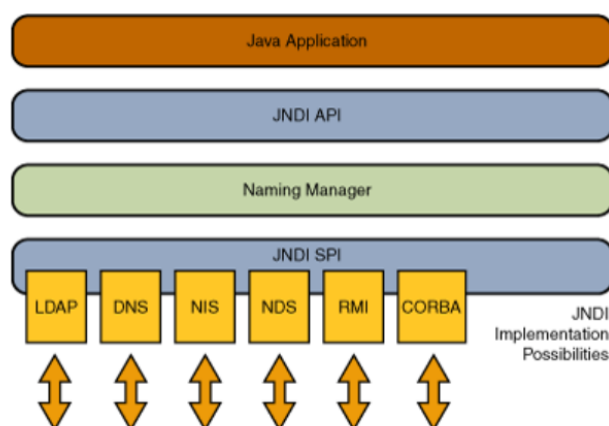 Java Application
JNDI API
Naming Manager
JNDI SPI
LDAP
DNS
NIS
NDS
RMI
CORBA
JNDI
Implementation
Possibilities